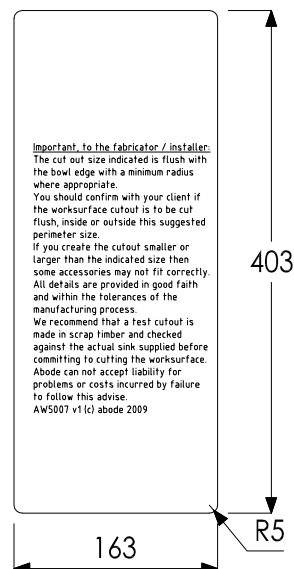 Important, to the fabricator / installer:
The cut out size indicated is flush with
the bowl edge with a minimum radius
where appropriate.
You should confirm with your client if
the worksurface cutout is to be cut
flush, inside or outside this suggested
perimeter size.
If you create the cutout smaller or
larger than the indicated size then
some accessories may not fit correctly.
All details are provided in good faith
and within the tolerances of the
manufacturing process.
We recommend that a test cutout is
made in scrap timber and checked
against the actual sink supplied before
committing to cutting the worksurface.
Abode can not accept liability for
problems or costs incurred by failure
to follow this advise.
AW5007 v1 (c) abode 2009
403
R5
163